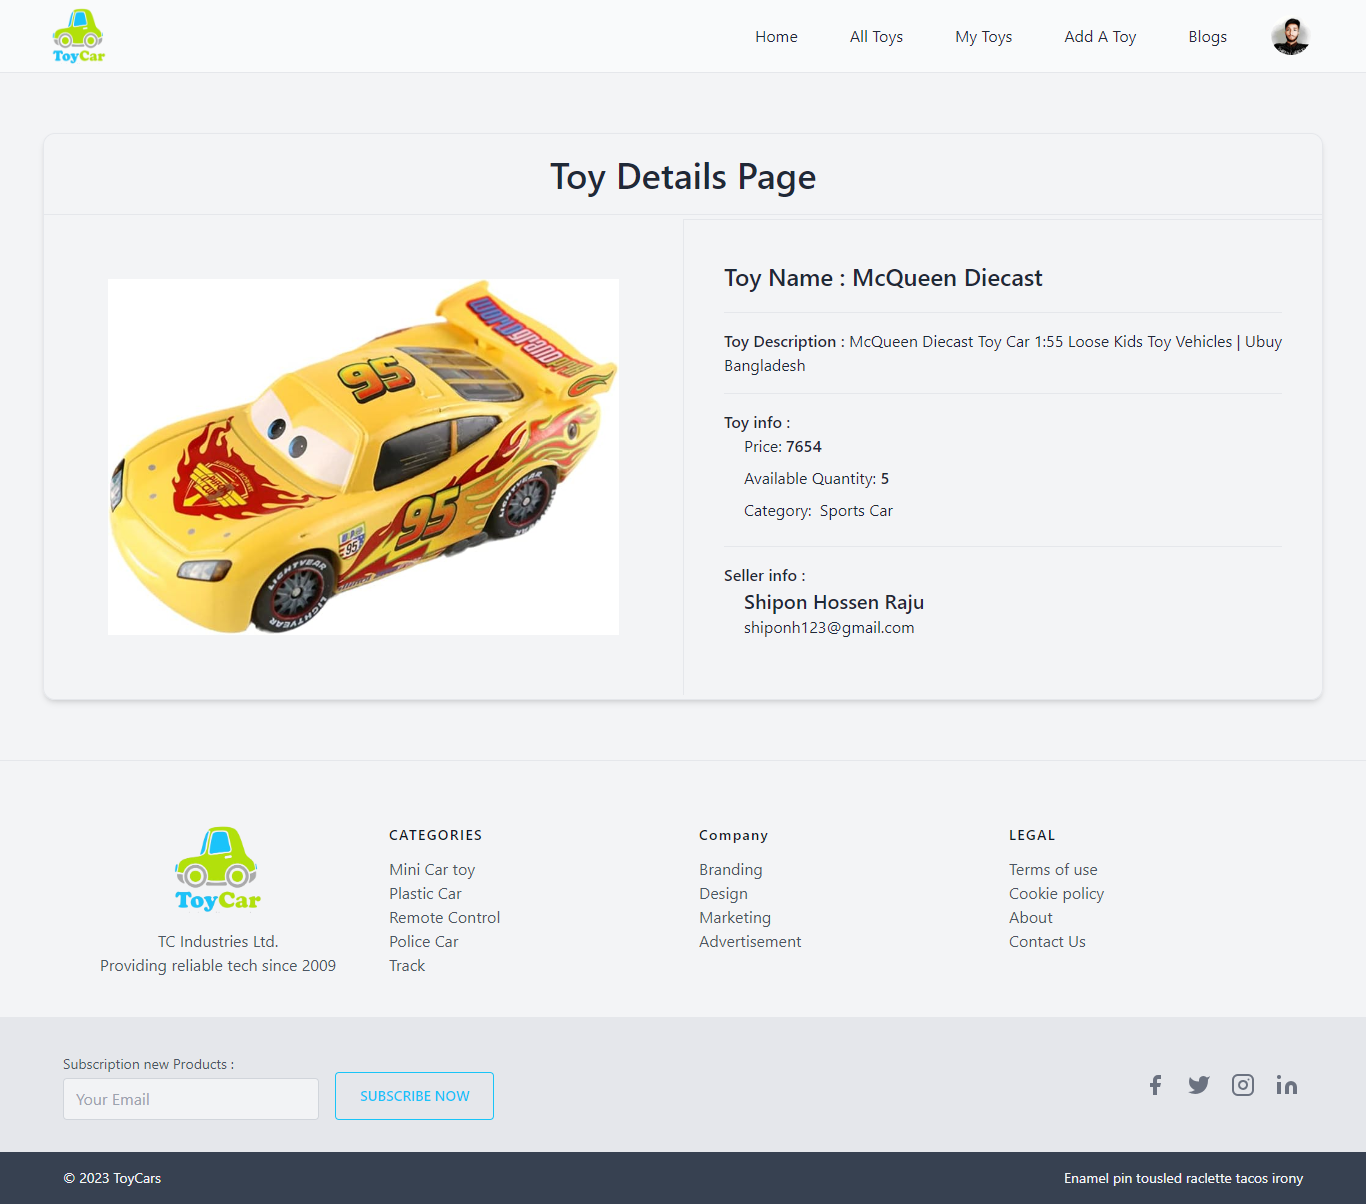 ToyCar
Home
All Toys
My Toys
Add A Toy
Blogs
Toy Details Page
WORLD grand PRIX
95
95
95
LIGHTYEAR
LIGHTYEAR
LIGHTYEAR
Toy Name : McQueen Diecast
Toy Description : McQueen Diecast Toy Car 1:55 Loose Kids Toy Vehicles | Ubuy
Bangladesh
Toy info :
Price: 7654
Available Quantity: 5
Category: Sports Car
Seller info :
Shipon Hossen Raju
shiponh123@gmail.com
ToyCar
TC Industries Ltd.
Providing reliable tech since 2009
CATEGORIES
Mini Car toy
Plastic Car
Remote Control
Police Car
Track
Company
Branding
Design
Marketing
Advertisement
LEGAL
Terms of use
Cookie policy
About
Contact Us
Subscription new Products :
Your Email
SUBSCRIBE NOW
© 2023 ToyCars
Enamel pin tousled raclette tacos irony